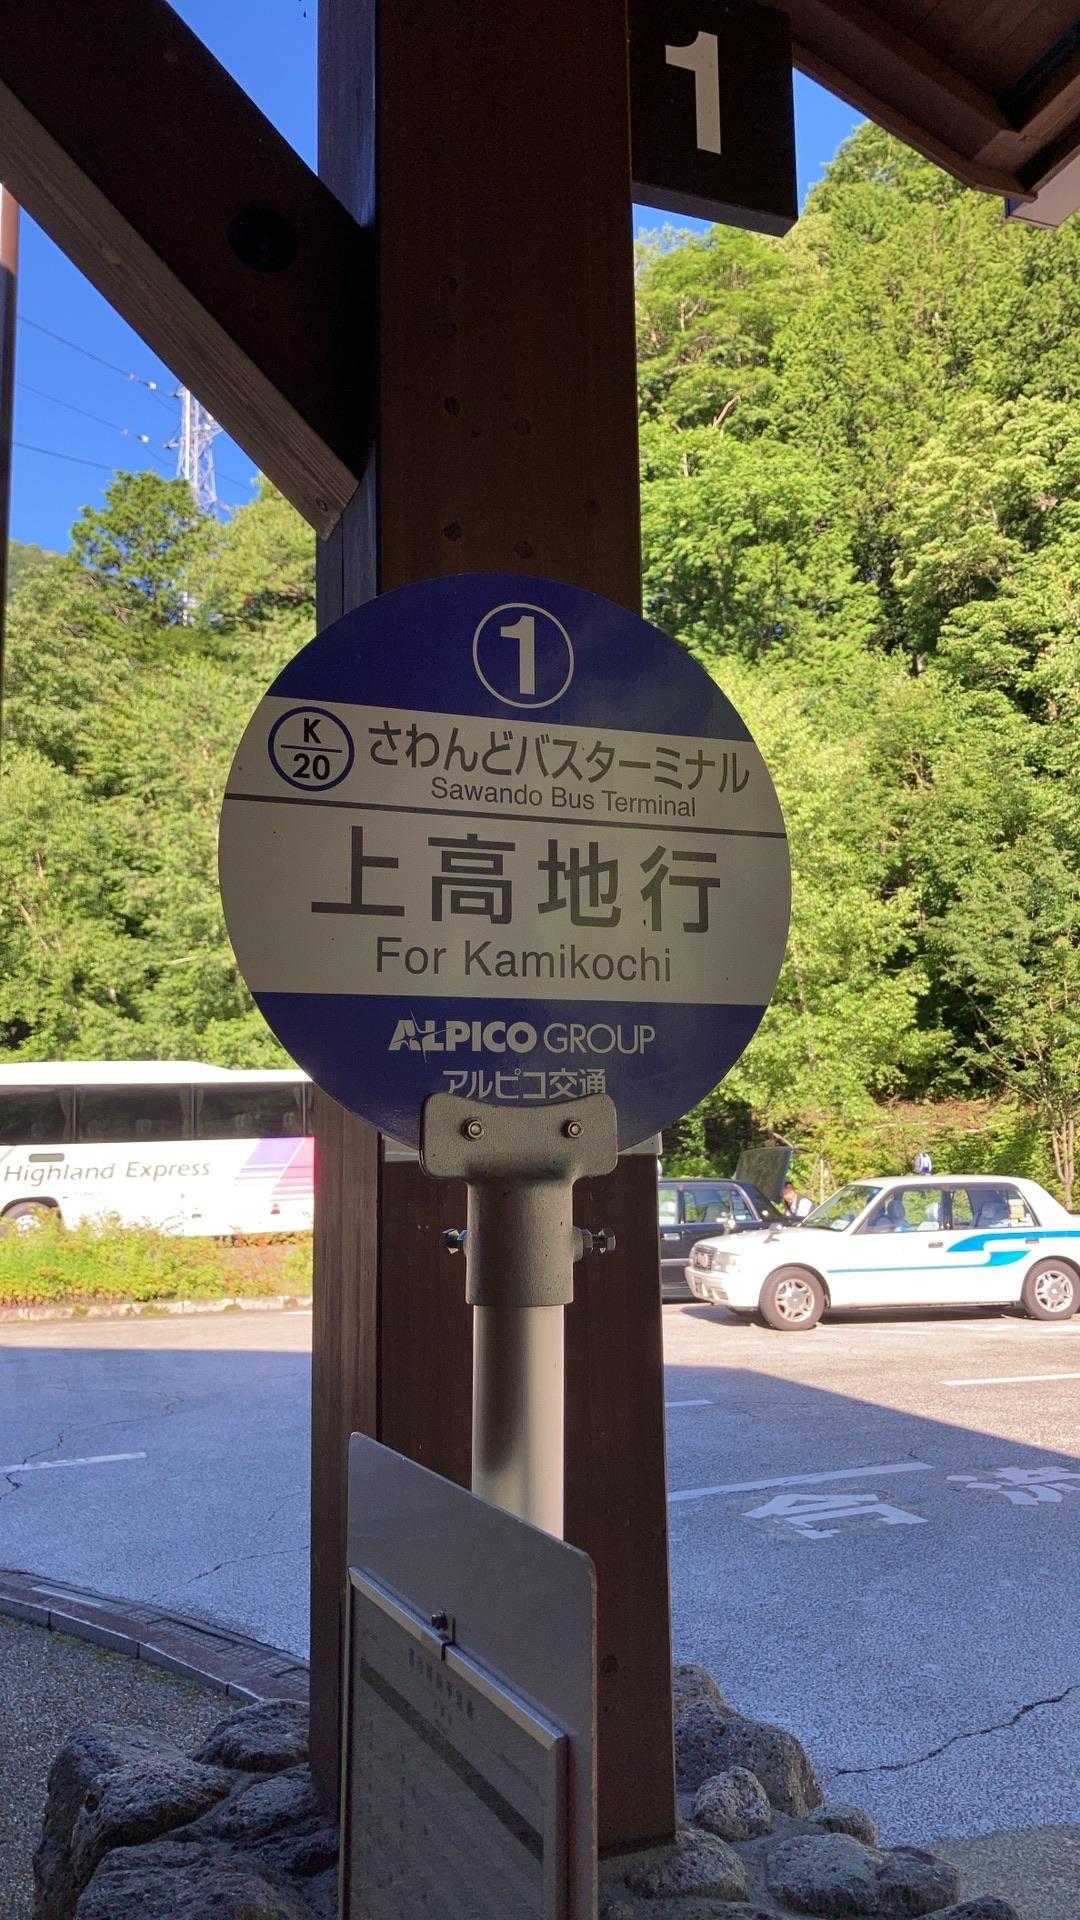 1
1
K
20
さわんどバスターミナル
Sawando Bus Terminal
上高地行
For Kamikochi
ALPICO GROUP
アルピコ交通
Highland Express